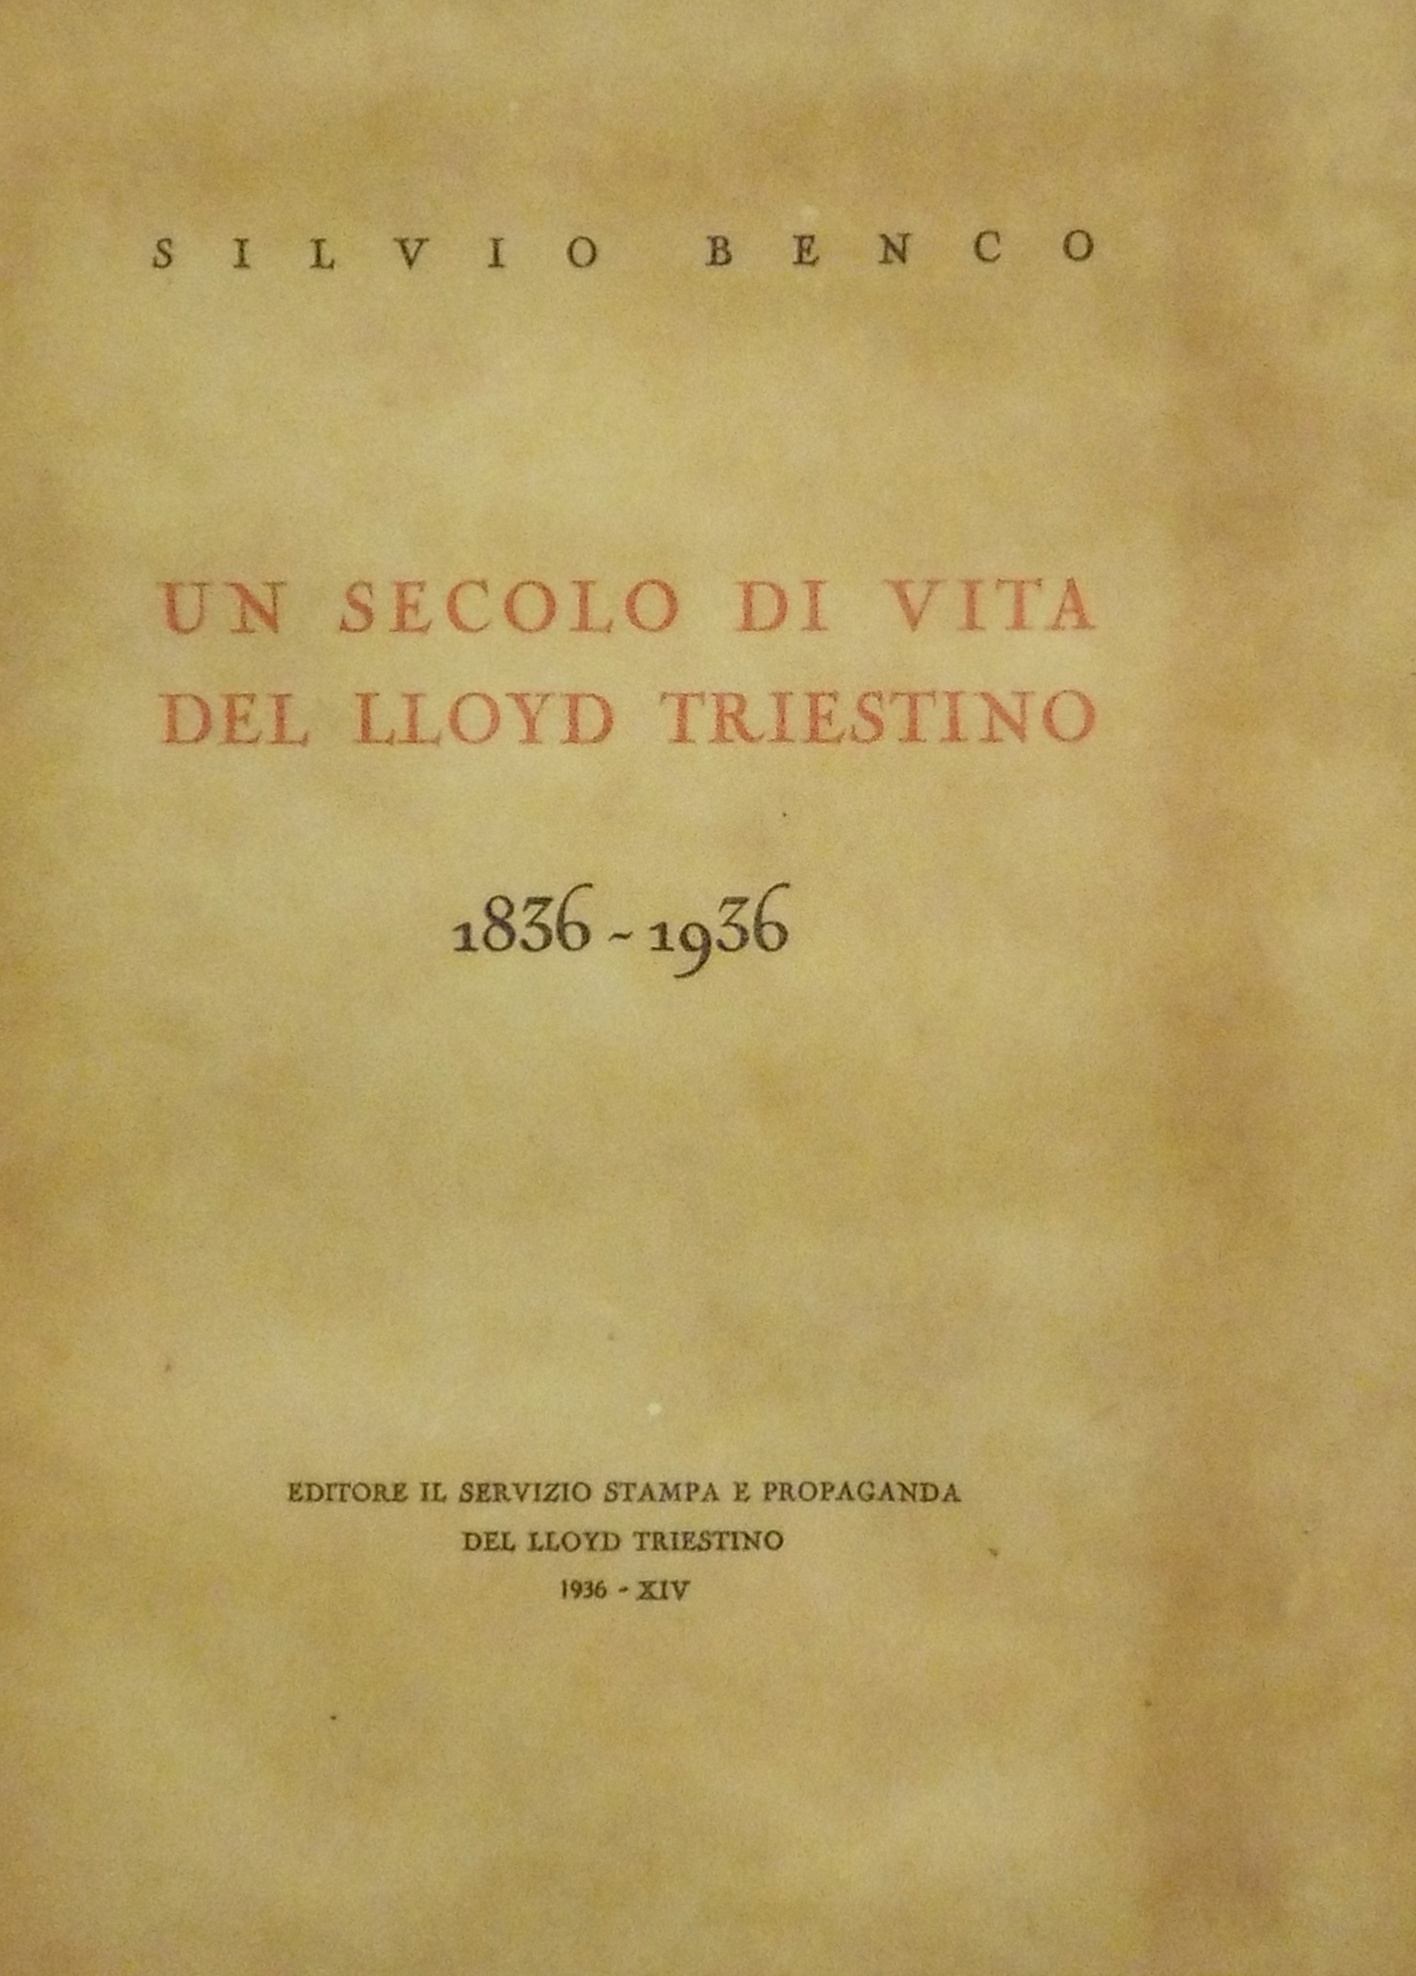 SILVIO BENCO
UN SECOLO DI VITA
DEL LLOYD TRIESTINO
1836 - 1936
EDITORE IL SERVIZIO STAMPA E PROPAGANDA
DEL LLOYD TRIESTINO
1936 - XIV